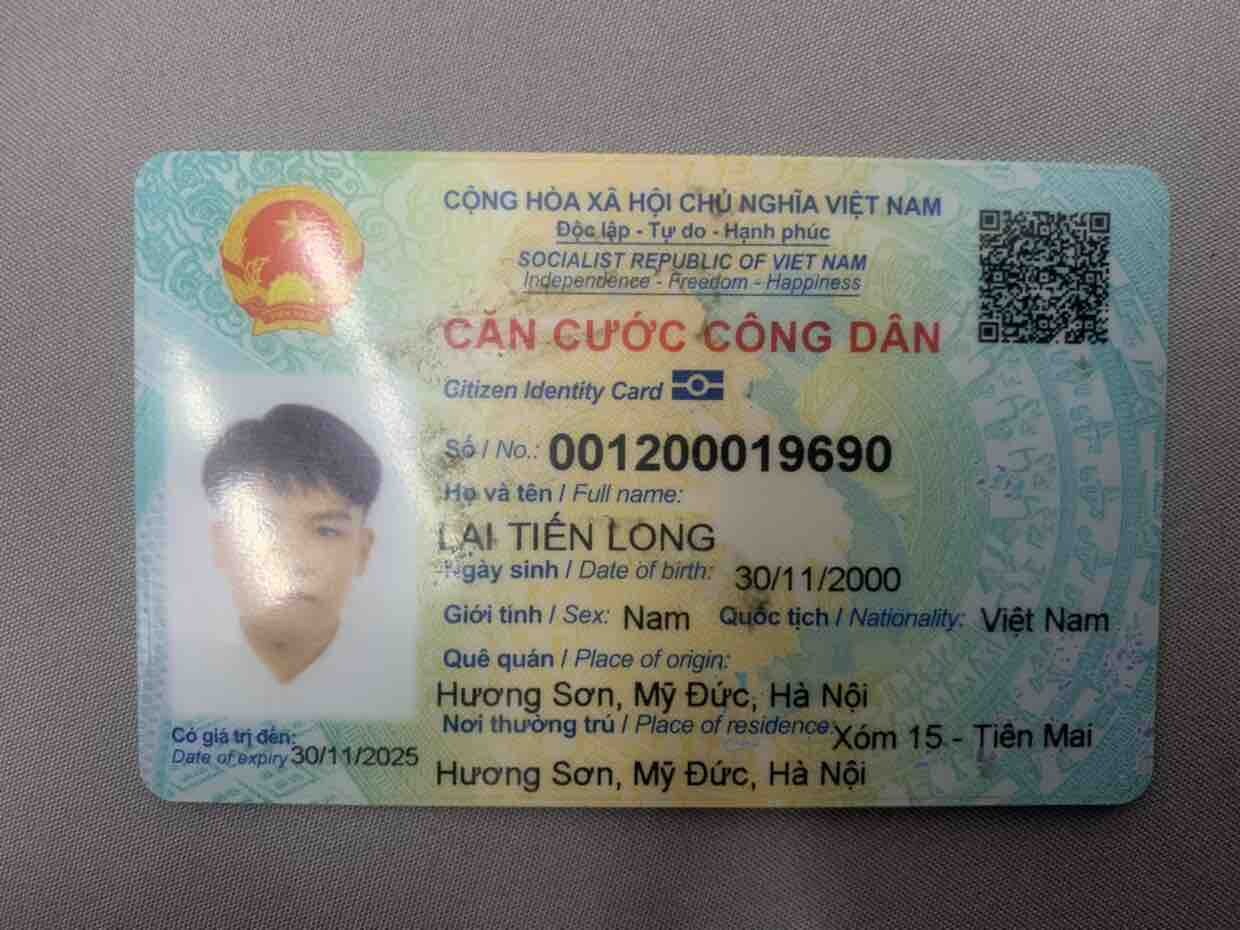 CỘNG HÒA XÃ HỘI CHỦ NGHĨA VIỆT NAM
Độc lập - Tự do - Hạnh phúc
SOCIALIST REPUBLIC OF VIET NAM
Independence - Freedom - Happiness
CĂN CƯỚC CÔNG DÂN
Citizen Identity Card
Số / No.: 001200019690
Họ và tên / Full name:
LẠI TIẾN LONG
Ngày sinh / Date of birth: 30/11/2000
Giới tính / Sex: Nam Quốc tịch / Nationality: Việt Nam
Quê quán / Place of origin:
Hương Sơn, Mỹ Đức, Hà Nội
Nơi thường trú / Place of residence: Xóm 15 - Tiên Mai
Hương Sơn, Mỹ Đức, Hà Nội
Có giá trị đến:
Date of expiry 30/11/2025